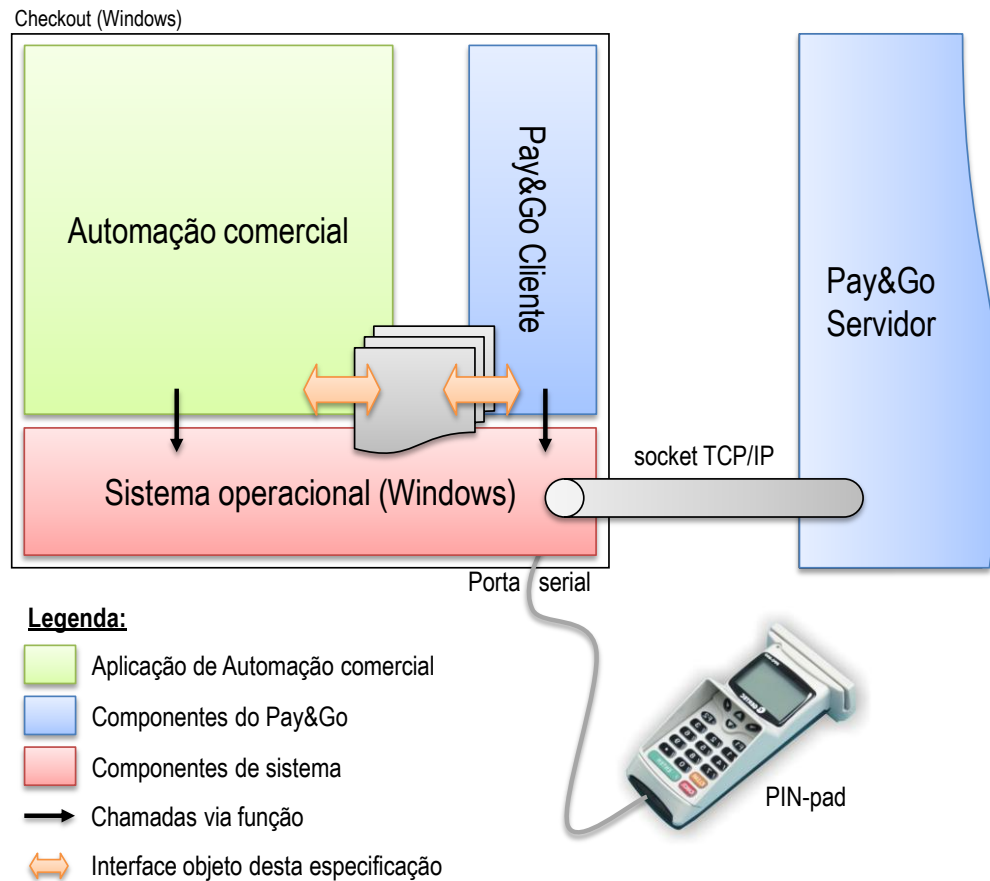 Checkout (Windows)
Automação comercial
Pay&Go Cliente
Pay&Go
Servidor
socket TCP/IP
Sistema operacional (Windows)
Porta serial
Legenda:
Aplicação de Automação comercial
Componentes do Pay&Go
Componentes de sistema
Chamadas via função
Interface objeto desta especificação
PIN-pad